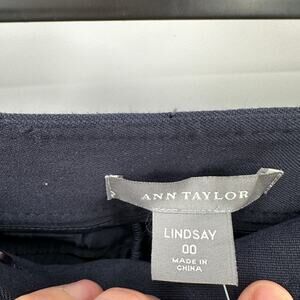 ANN TAYLOR
LINDSAY
00
MADE IN
CHINA